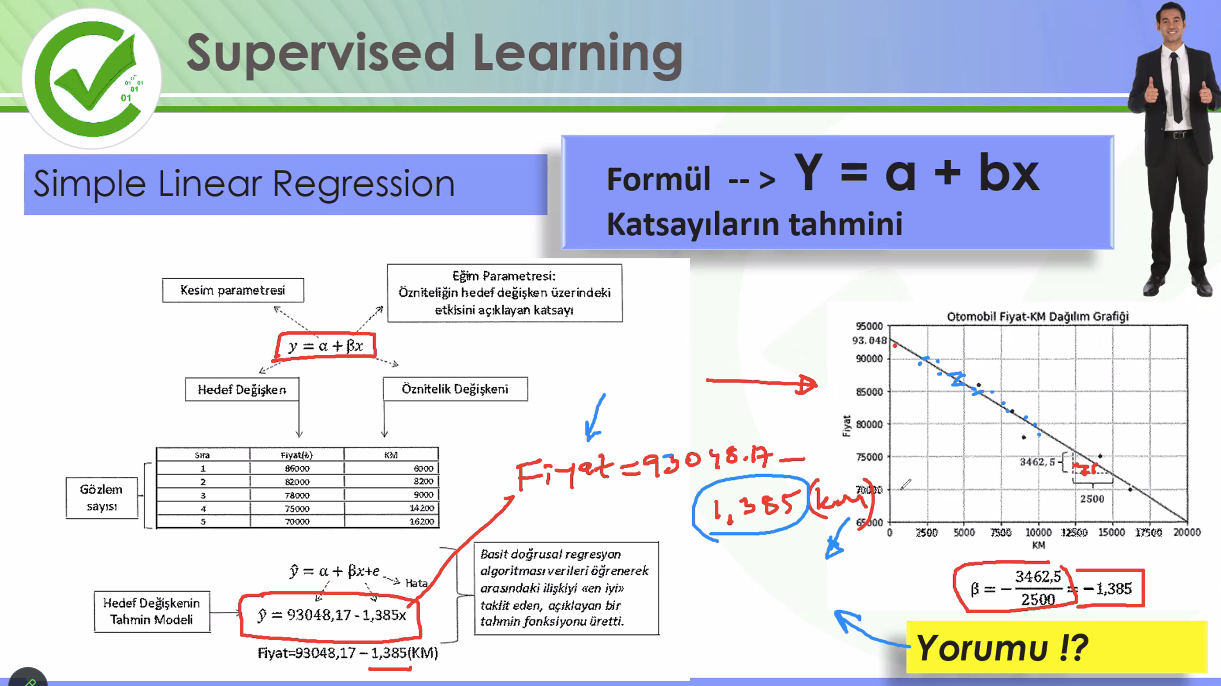 Supervised Learning
01 01
01
01
Simple Linear Regression
Formül -- > Y = a + bx
Katsayıların tahmini
Kesim parametresi
Eğim Parametresi:
Özniteliğin hedef değişken üzerindeki
etkisini açıklayan katsayı
y = α + βx
Hedef Değişken
Öznitelik Değişkeni
Sıra Fiyat(₺) KM
1 86000 6000
2 82000 8200
3 78000 9000
4 75000 14200
5 70000 16200
Gözlem
sayısı
ŷ = α + βx+e
Hata
Hedef Değişkenin
Tahmin Modeli
ŷ = 93048,17 - 1,385x
Fiyat=93048,17 – 1,385(KM)
Basit doğrusal regresyon
algoritması verileri öğrenerek
arasındaki ilişkiyi «en iyi»
taklit eden, açıklayan bir
tahmin fonksiyonu üretti.
Fiyat=93048.17 —
1,385 (km)
Otomobil Fiyat-KM Dağılım Grafiği
95000
93.048
90000
85000
80000
75000
70000
65000
Fiyat
3462,5
2500
0 2500 5000 7500 10000 12500 15000 17500 20000
KM
β = − 3462,5 / 2500 = −1,385
Yorumu !?